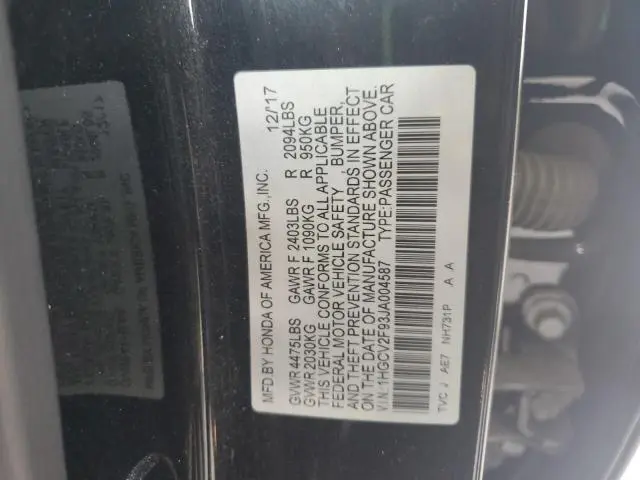 MFD.BY HONDA OF AMERICA MFG.,INC. 12/17
GVWR 4475LBS GAWR F 2403LBS R 2094LBS
GVWR 2030KG GAWR F 1090KG R 950KG
THIS VEHICLE CONFORMS TO ALL APPLICABLE
FEDERAL MOTOR VEHICLE SAFETY , BUMPER,
AND THEFT PREVENTION STANDARDS IN EFFECT
ON THE DATE OF MANUFACTURE SHOWN ABOVE.
V.I.N.:1HGCV2F93JA004587 TYPE:PASSENGER CAR
TVC J AE7 NH731P A A